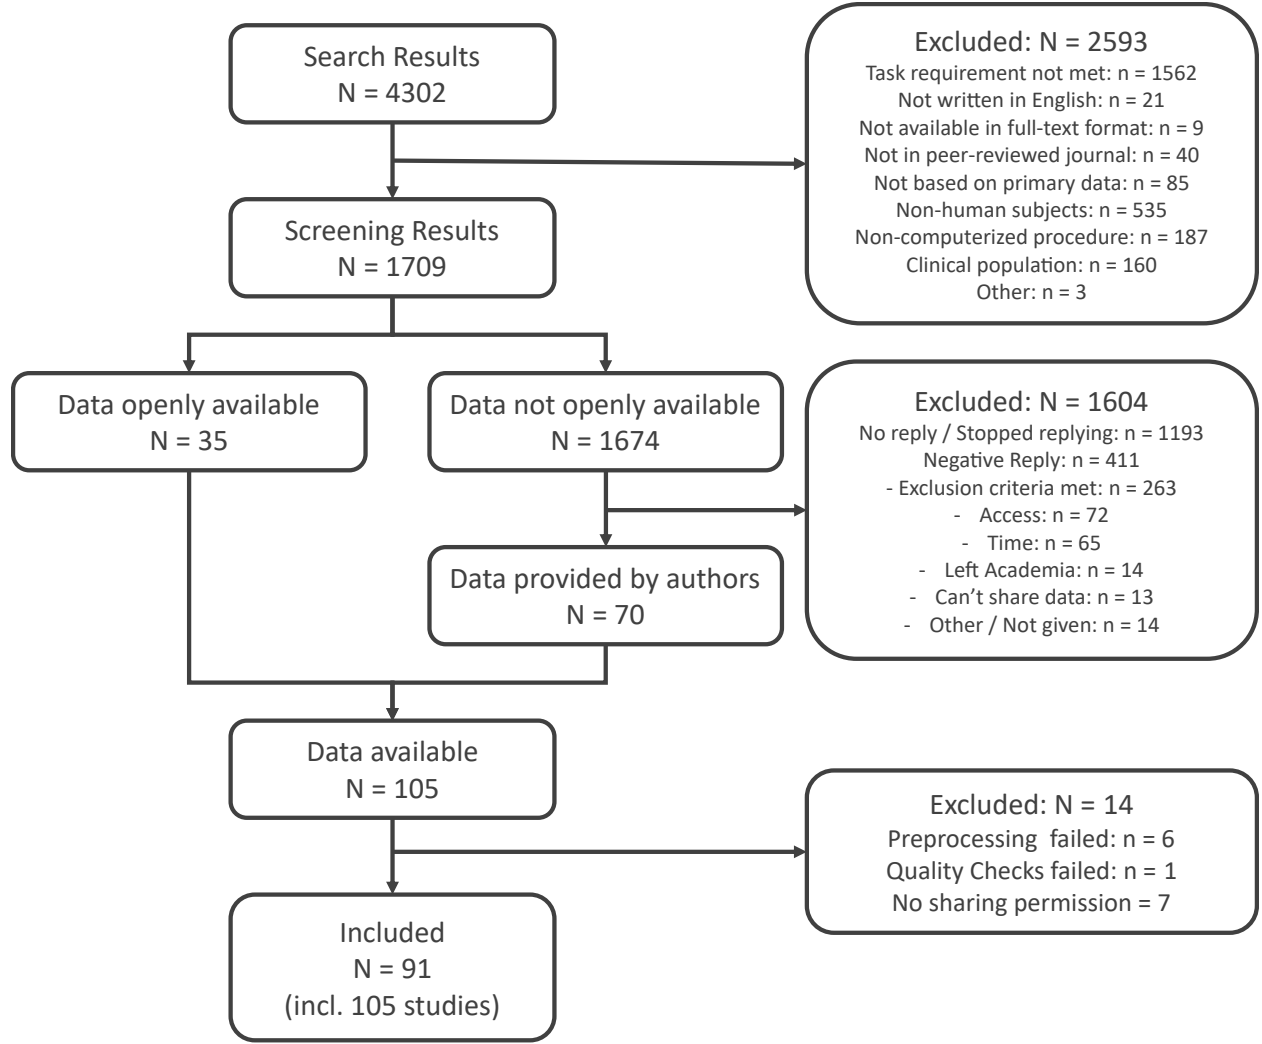 Search Results
N = 4302
Excluded: N = 2593
Task requirement not met: n = 1562
Not written in English: n = 21
Not available in full-text format: n = 9
Not in peer-reviewed journal: n = 40
Not based on primary data: n = 85
Non-human subjects: n = 535
Non-computerized procedure: n = 187
Clinical population: n = 160
Other: n = 3
Screening Results
N = 1709
Data openly available
N = 35
Data not openly available
N = 1674
Excluded: N = 1604
No reply / Stopped replying: n = 1193
Negative Reply: n = 411
- Exclusion criteria met: n = 263
- Access: n = 72
- Time: n = 65
- Left Academia: n = 14
- Can't share data: n = 13
- Other / Not given: n = 14
Data provided by authors
N = 70
Data available
N = 105
Excluded: N = 14
Preprocessing failed: n = 6
Quality Checks failed: n = 1
No sharing permission = 7
Included
N = 91
(incl. 105 studies)